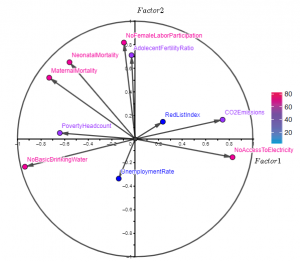 Factor2
NoFemaleLaborParticipation
AdolecentFertilityRatio
NeonatalMortality
MaternalMortality
RedListIndex
CO2Emissions
PovertyHeadcount
NoAccessToElectricity
Factor1
NoBasicDrinkingWater
UnemploymentRate
80
60
40
20
-1
-0.8
-0.6
-0.4
-0.2
0.2
0.4
0.6
0.8